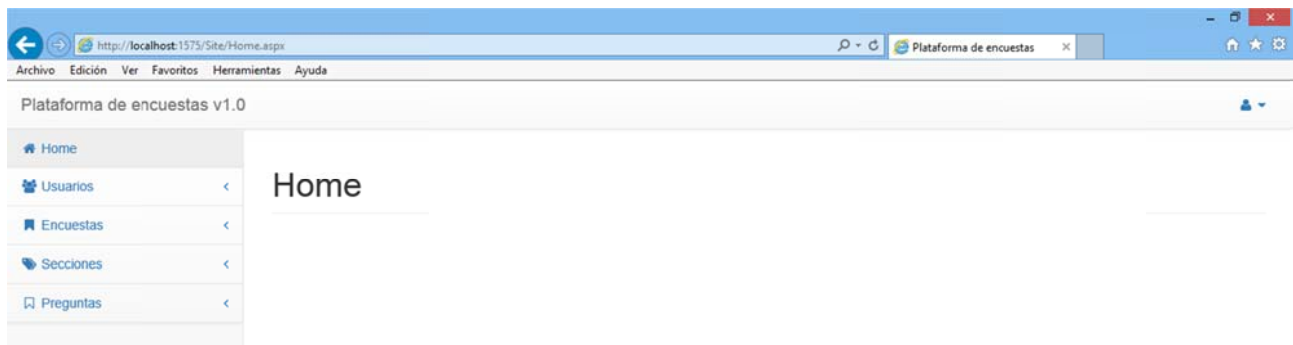 http://localhost:1575/Site/Home.aspx
Plataforma de encuestas
Archivo Edición Ver Favoritos Herramientas Ayuda
Plataforma de encuestas v1.0
Home
Usuarios
Encuestas
Secciones
Preguntas
Home